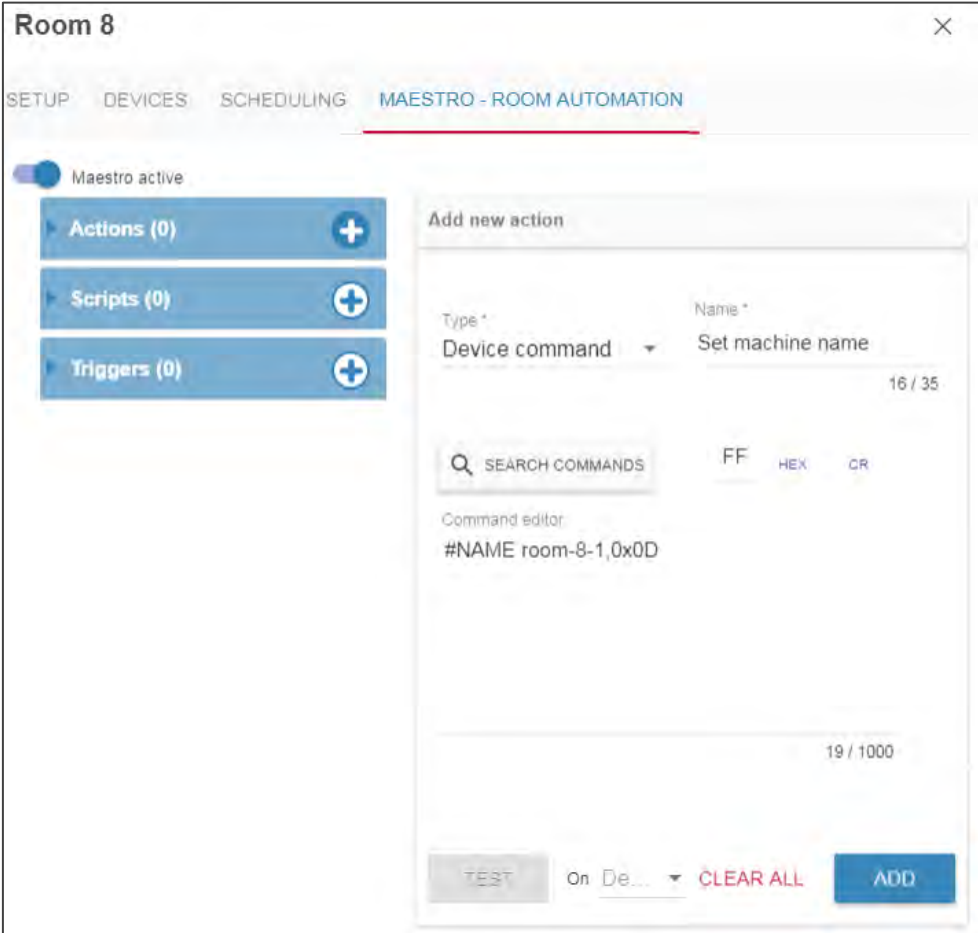 Room 8
SETUP DEVICES SCHEDULING MAESTRO - ROOM AUTOMATION
Maestro active
Actions (0)
Scripts (0)
Triggers (0)
Add new action
Type *
Device command
Name *
Set machine name
16 / 35
SEARCH COMMANDS
FF HEX CR
Command editor
#NAME room-8-1,0x0D
19 / 1000
TEST On De... CLEAR ALL ADD